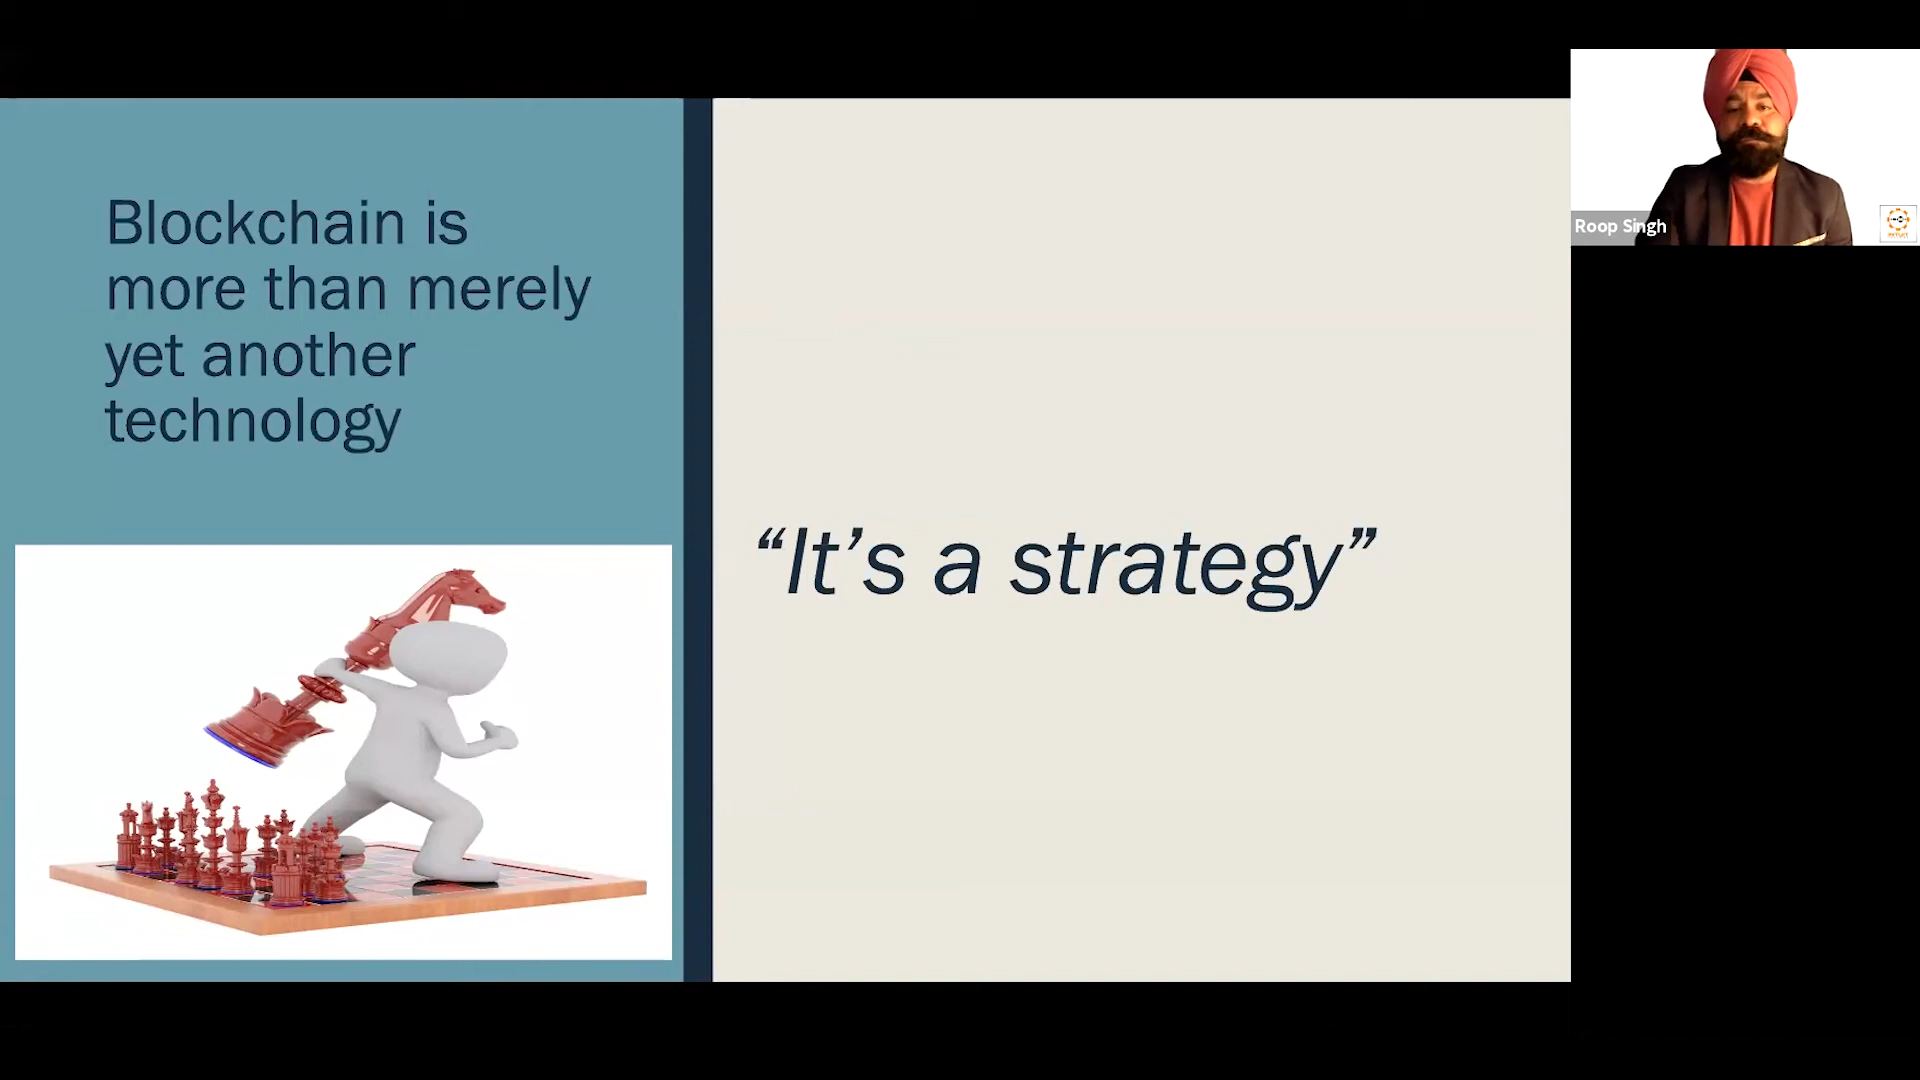 Blockchain is
more than merely
yet another
technology
“It’s a strategy”
Roop Singh